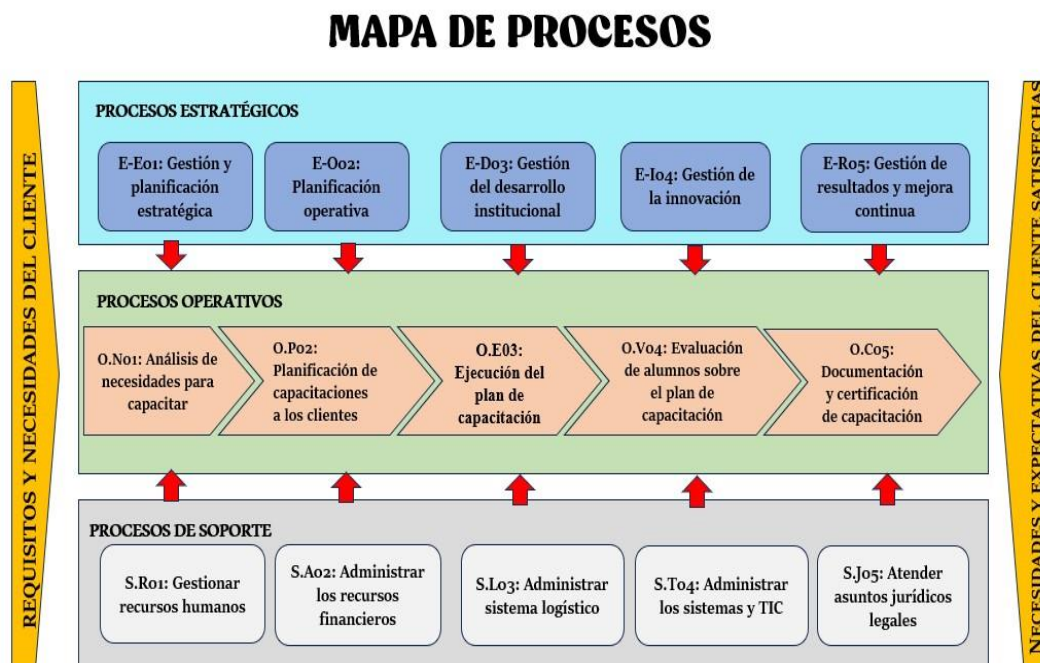 MAPA DE PROCESOS
REQUISITOS Y NECESIDADES DEL CLIENTE
PROCESOS ESTRATÉGICOS
E-E01: Gestión y
planificación
estratégica
E-O02:
Planificación
operativa
E-D03: Gestión
del desarrollo
institucional
E-I04: Gestión de
la innovación
E-R05: Gestión de
resultados y mejora
continua
PROCESOS OPERATIVOS
O.N01: Análisis de
necesidades para
capacitar
O.P02:
Planificación de
capacitaciones
a los clientes
O.E03:
Ejecución del
plan de
capacitación
O.V04: Evaluación
de alumnos sobre
el plan de
capacitación
O.C05:
Documentación
y certificación
de capacitación
PROCESOS DE SOPORTE
S.R01: Gestionar
recursos humanos
S.A02: Administrar
los recursos
financieros
S.L03: Administrar
sistema logístico
S.T04: Administrar
los sistemas y TIC
S.J05: Atender
asuntos jurídicos
legales
NECESIDADES Y EXPECTATIVAS DEL CLIENTE SATISFECHAS